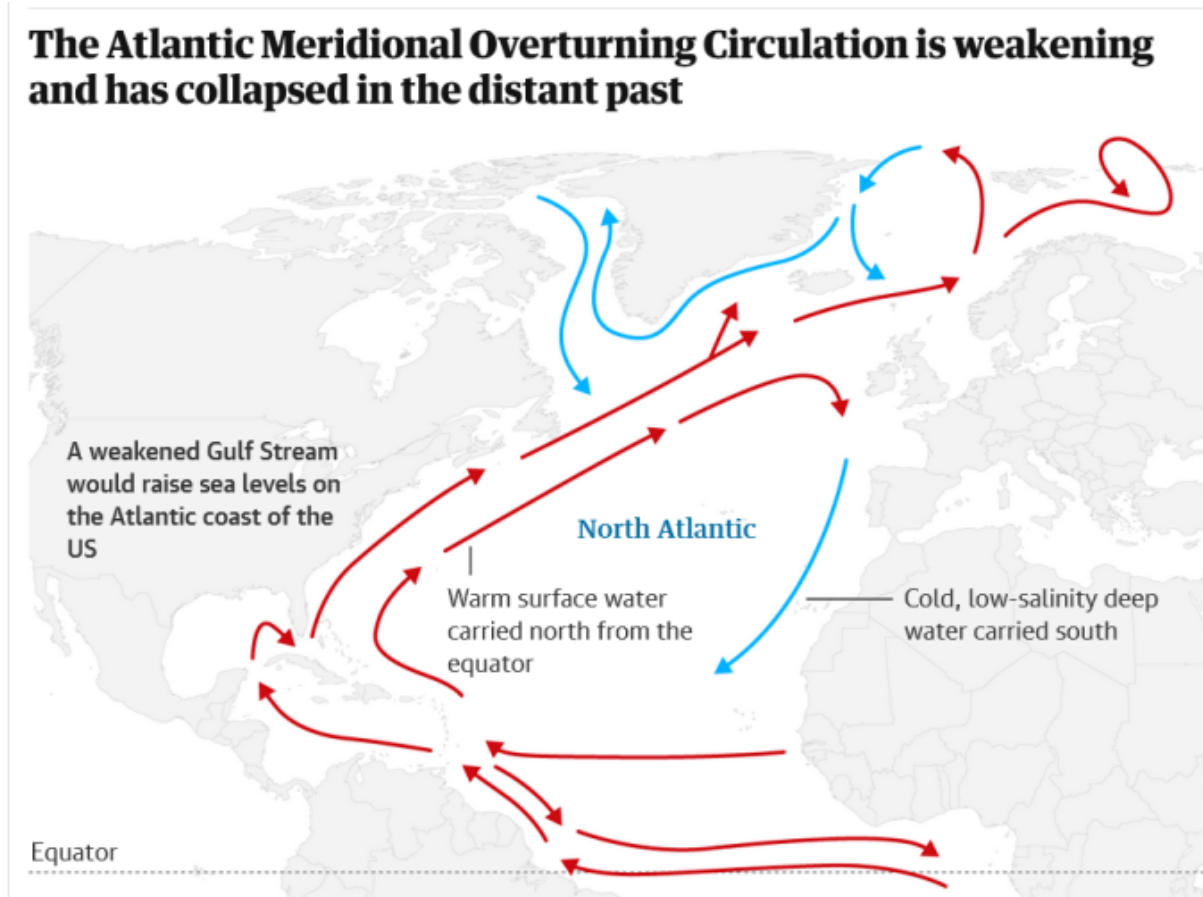 The Atlantic Meridional Overturning Circulation is weakening
and has collapsed in the distant past
A weakened Gulf Stream
would raise sea levels on
the Atlantic coast of the
US
North Atlantic
Warm surface water
carried north from the
equator
Cold, low-salinity deep
water carried south
Equator